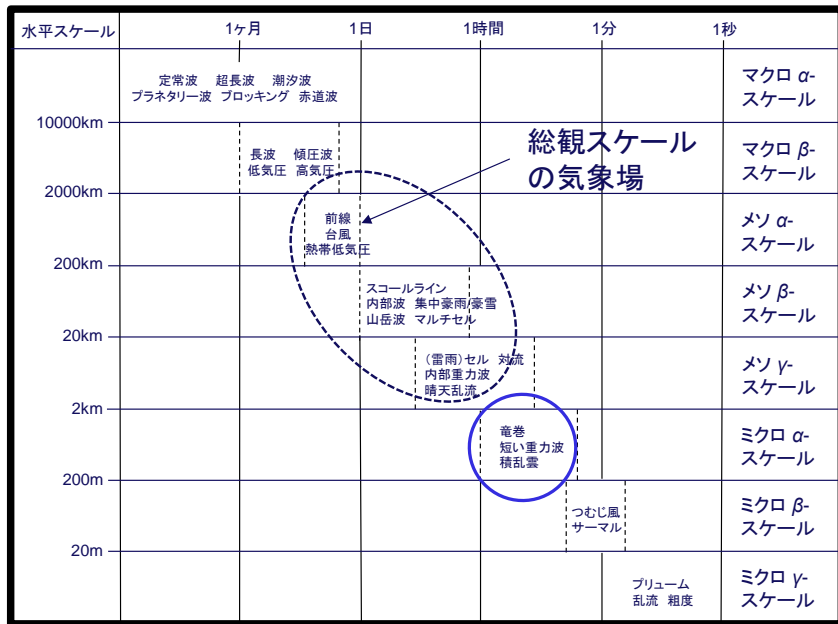 水平スケール 1ヶ月 1日 1時間 1分 1秒
定常波 超長波 潮汐波
プラネタリー波 ブロッキング 赤道波
マクロ α-
スケール
10000km
長波 傾圧波
低気圧 高気圧
総観スケール
の気象場
マクロ β-
スケール
2000km
前線
台風
熱帯低気圧
メソ α-
スケール
200km
スコールライン
内部波 集中豪雨/豪雪
山岳波 マルチセル
メソ β-
スケール
20km
(雷雨)セル 対流
内部重力波
晴天乱流
メソ γ-
スケール
2km
竜巻
短い重力波
積乱雲
ミクロ α-
スケール
200m
つむじ風
サーマル
ミクロ β-
スケール
20m
プリューム
乱流 粗度
ミクロ γ-
スケール